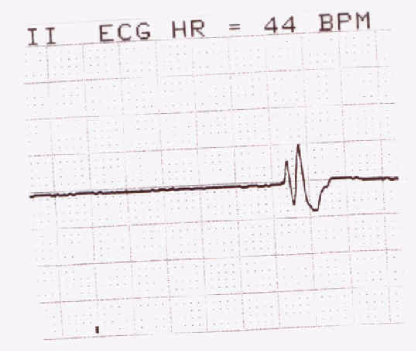 II ECG HR = 44 BPM